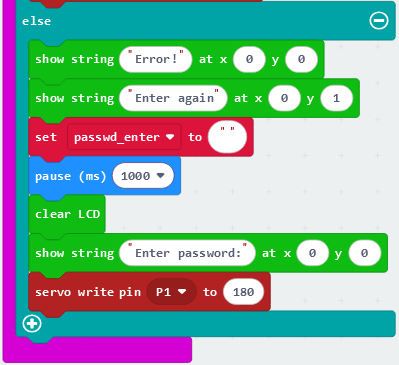 else
show string "Error!" at x 0 y 0
show string "Enter again" at x 0 y 1
set passwd_enter to " "
pause (ms) 1000
clear LCD
show string "Enter password:" at x 0 y 0
servo write pin P1 to 180